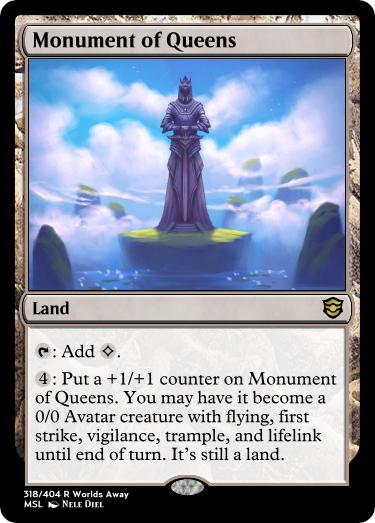 Monument of Queens
Land
: Add .
4: Put a +1/+1 counter on Monument
of Queens. You may have it become a
0/0 Avatar creature with flying, first
strike, vigilance, trample, and lifelink
until end of turn. It's still a land.
318/404 R Worlds Away
MSL Nele Diel